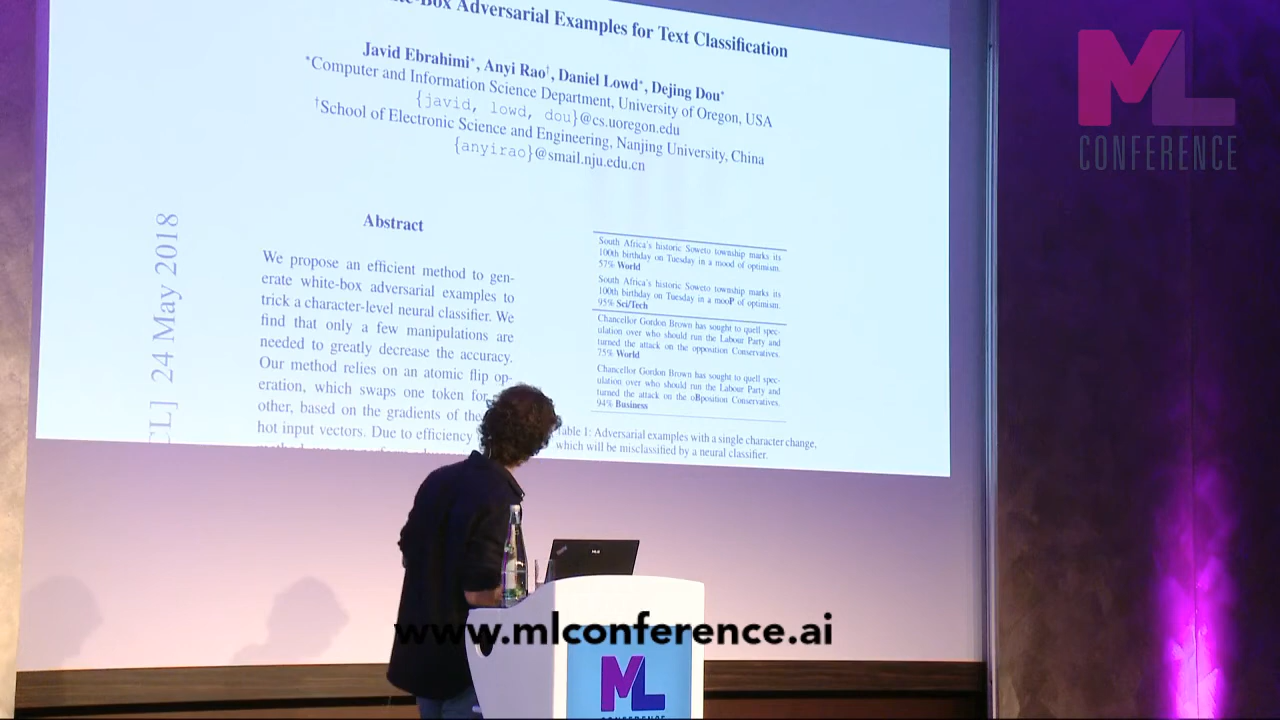 Box Adversarial Examples for Text Classification
Javid Ebrahimi*, Anyi Rao†, Daniel Lowd*, Dejing Dou*
*Computer and Information Science Department, University of Oregon, USA
{javid, lowd, dou}@cs.uoregon.edu
†School of Electronic Science and Engineering, Nanjing University, China
{anyirao}@smail.nju.edu.cn
CL] 24 May 2018
Abstract
We propose an efficient method to gen-
erate white-box adversarial examples to
trick a character-level neural classifier. We
find that only a few manipulations are
needed to greatly decrease the accuracy.
Our method relies on an atomic flip op-
eration, which swaps one token for
other, based on the gradients of the
hot input vectors. Due to efficiency
South Africa's historic Soweto township marks its
100th birthday on Tuesday in a mood of optimism.
57% World
South Africa's historic Soweto township marks its
100th birthday on Tuesday in a mooP of optimism.
95% Sci/Tech
Chancellor Gordon Brown has sought to quell spec-
ulation over who should run the Labour Party and
turned the attack on the opposition Conservatives.
75% World
Chancellor Gordon Brown has sought to quell spec-
ulation over who should run the Labour Party and
turned the attack on the oBposition Conservatives.
94% Business
Table 1: Adversarial examples with a single character change,
which will be misclassified by a neural classifier.
ML
CONFERENCE
www.mlconference.ai
ML
CONFERENCE